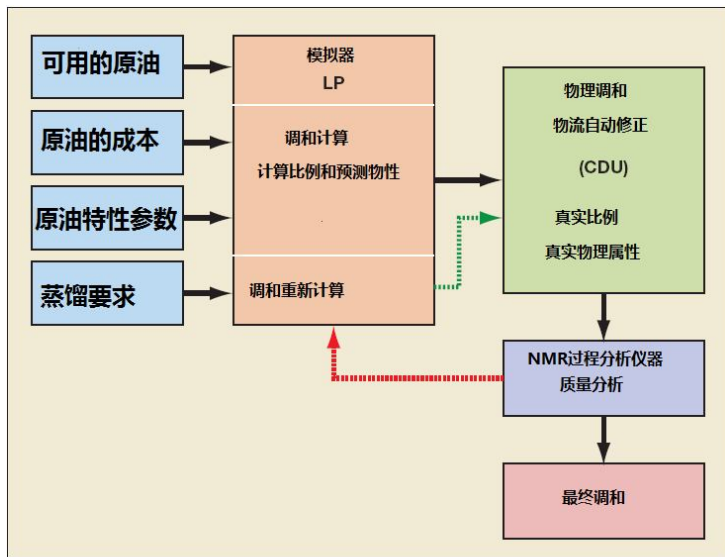 可用的原油
原油的成本
原油特性参数
蒸馏要求
模拟器
LP
调和计算
计算比例和预测物性
调和重新计算
物理调和
物流自动修正
(CDU)
真实比例
真实物理属性
NMR过程分析仪器
质量分析
最终调和